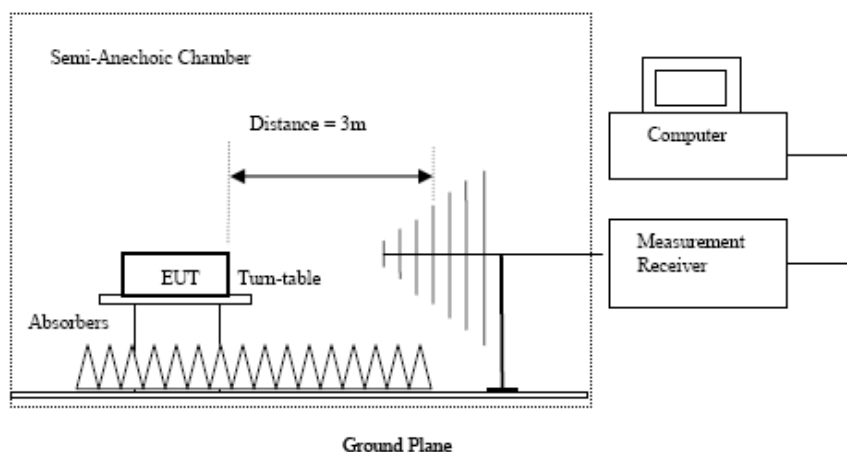 Semi-Anechoic Chamber
Distance = 3m
Computer
Measurement
Receiver
EUT
Turn-table
Absorbers
Ground Plane